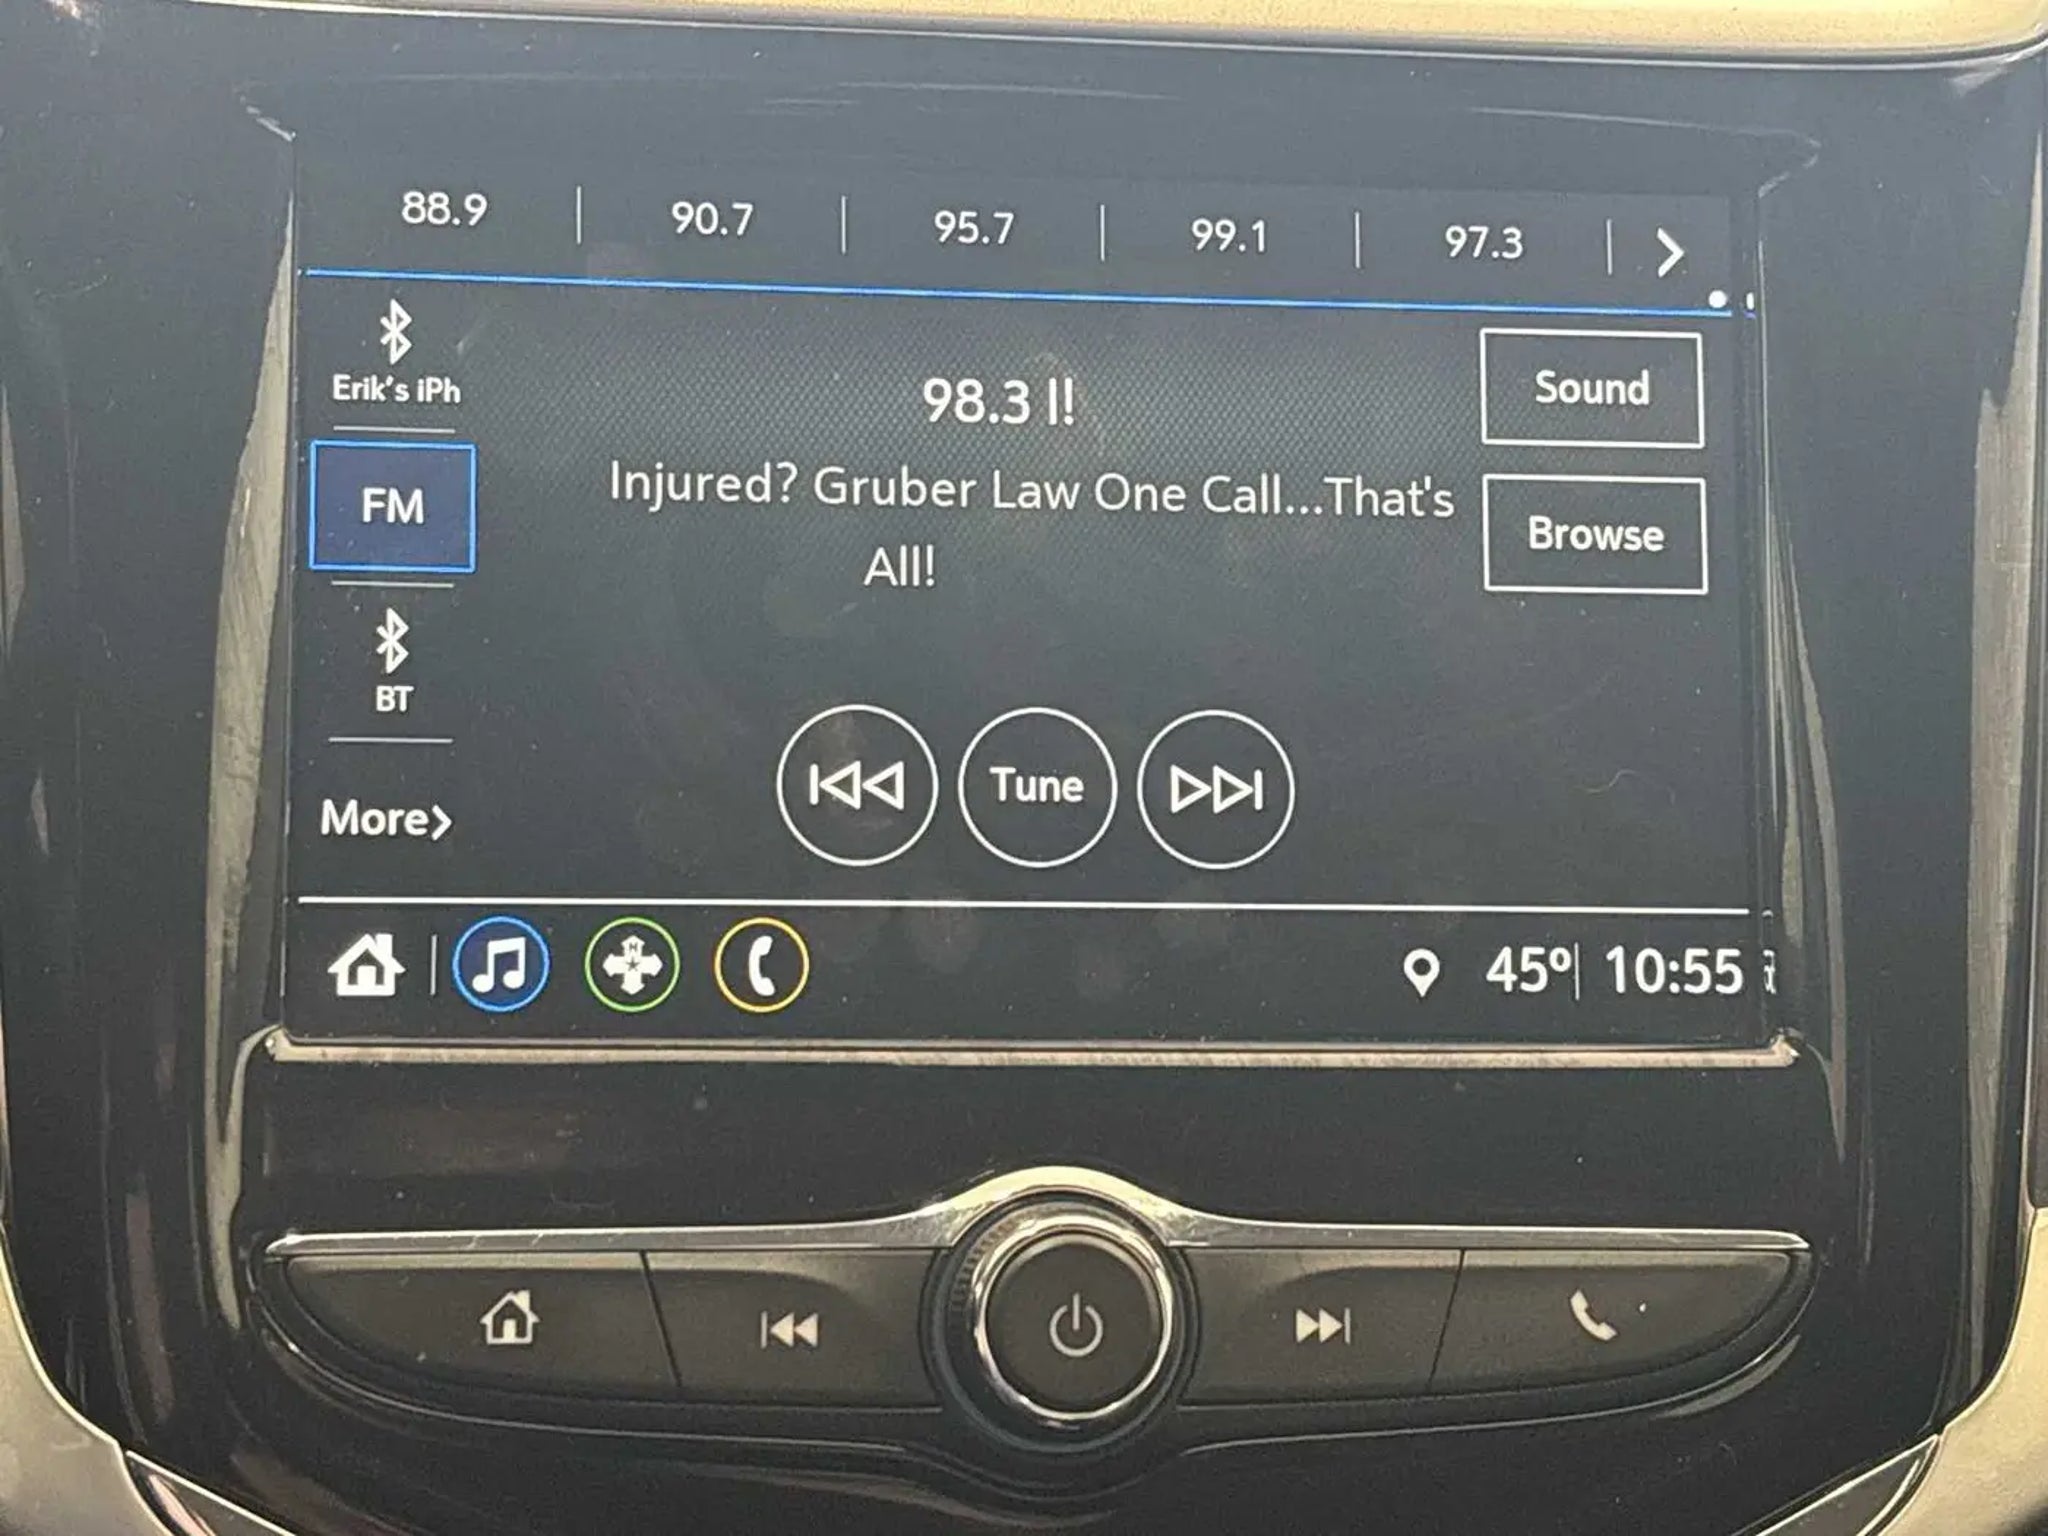 88.9 | 90.7 | 95.7 | 99.1 | 97.3 |
Erik's iPh
98.3 I!
Sound
FM
Injured? Gruber Law One Call...That's
All!
Browse
BT
Tune
More
45º| 10:55